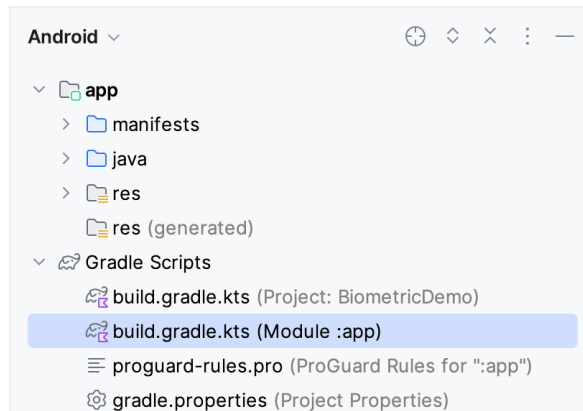 Android
app
manifests
java
res
res (generated)
Gradle Scripts
build.gradle.kts (Project: BiometricDemo)
build.gradle.kts (Module :app)
proguard-rules.pro (ProGuard Rules for ":app")
gradle.properties (Project Properties)